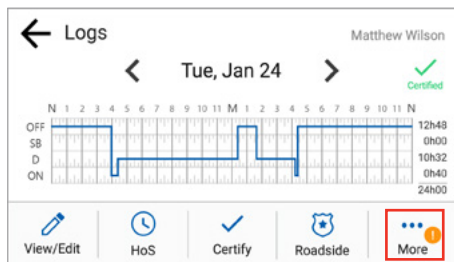 Logs Matthew Wilson
Tue, Jan 24
Certified
N 1 2 3 4 5 6 7 8 9 10 11 M 1 2 3 4 5 6 7 8 9 10 11 N
OFF 12h48
SB 0h00
D 10h32
ON 0h40
24h00
View/Edit HoS Certify Roadside More